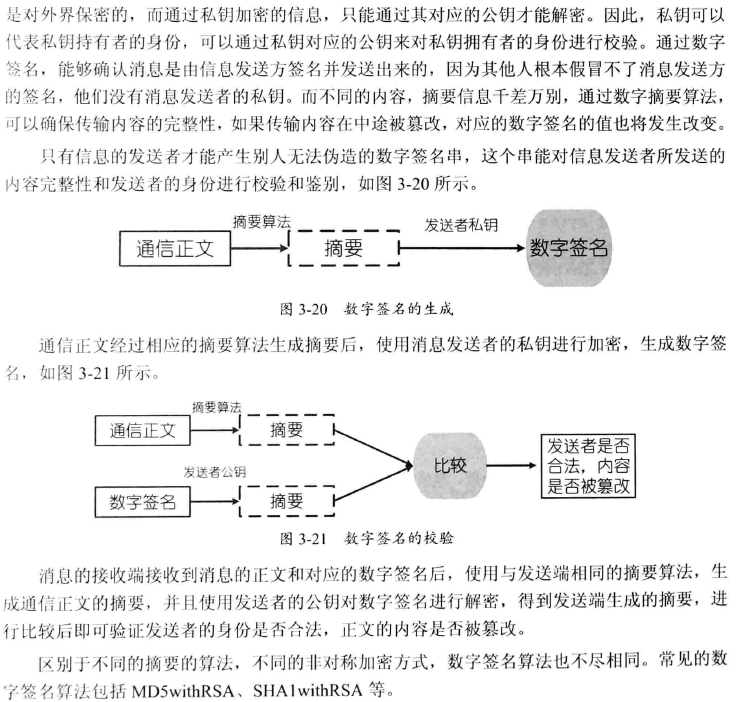 是对外界保密的，而通过私钥加密的信息，只能通过其对应的公钥才能解密。因此，私钥可以
代表私钥持有者的身份，可以通过私钥对应的公钥来对私钥拥有者的身份进行校验。通过数字
签名，能够确认消息是由信息发送方签名并发送出来的，因为其他人根本假冒不了消息发送方
的签名，他们没有消息发送者的私钥。而不同的内容，摘要信息千差万别，通过数字摘要算法，
可以确保传输内容的完整性，如果传输内容在中途被篡改，对应的数字签名的值也将发生改变。
只有信息的发送者才能产生别人无法伪造的数字签名串，这个串能对信息发送者所发送的
内容完整性和发送者的身份进行校验和鉴别，如图 3-20 所示。
通信正文
摘要算法
摘要
发送者私钥
数字签名
图 3-20 数字签名的生成
通信正文经过相应的摘要算法生成摘要后，使用消息发送者的私钥进行加密，生成数字签
名，如图 3-21 所示。
通信正文
摘要算法
摘要
数字签名
发送者公钥
摘要
比较
发送者是否
合法，内容
是否被篡改
图 3-21 数字签名的校验
消息的接收端接收到消息的正文和对应的数字签名后，使用与发送端相同的摘要算法，生
成通信正文的摘要，并且使用发送者的公钥对数字签名进行解密，得到发送端生成的摘要，进
行比较后即可验证发送者的身份是否合法，正文的内容是否被篡改。
区别于不同的摘要的算法，不同的非对称加密方式，数字签名算法也不尽相同。常见的数
字签名算法包括 MD5withRSA、SHA1withRSA 等。